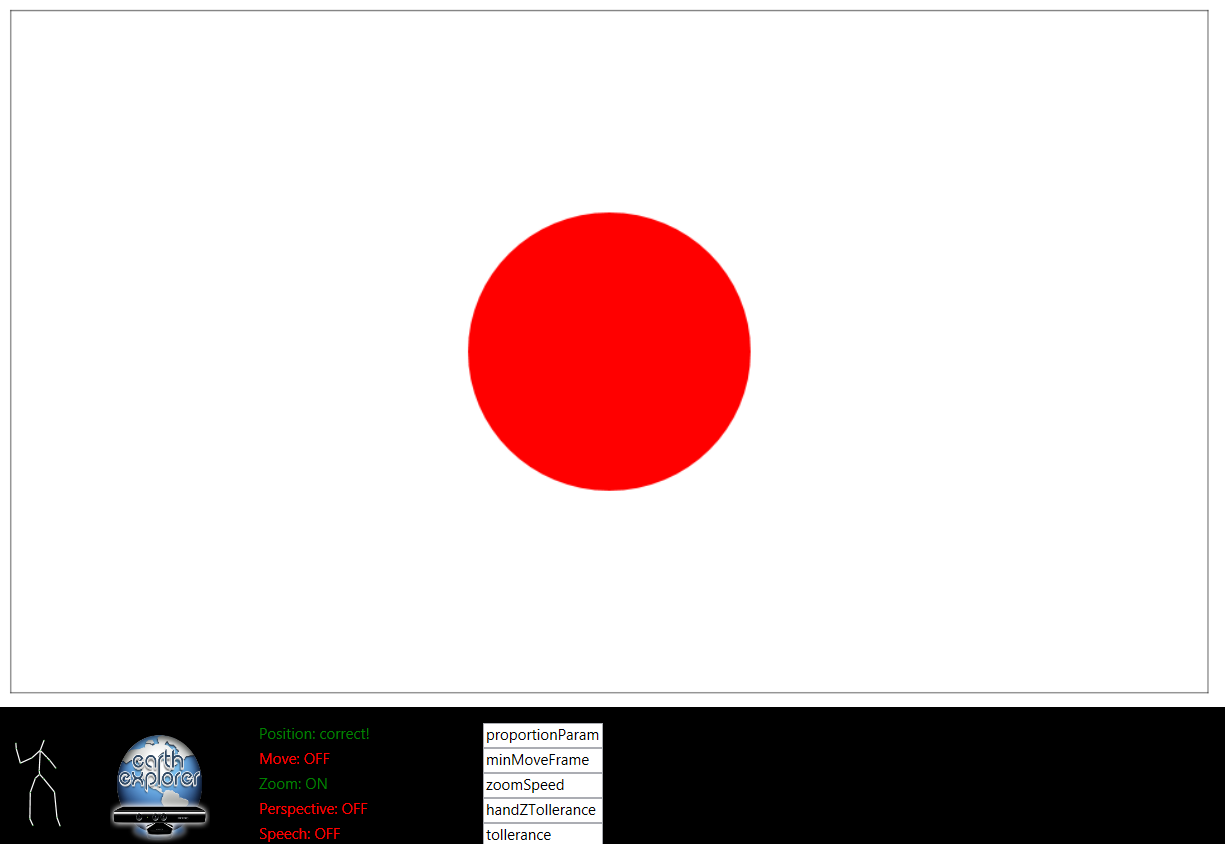 earth
explorer
Position: correct!
Move: OFF
Zoom: ON
Perspective: OFF
Speech: OFF
proportionParam
minMoveFrame
zoomSpeed
handZTollerance
tollerance